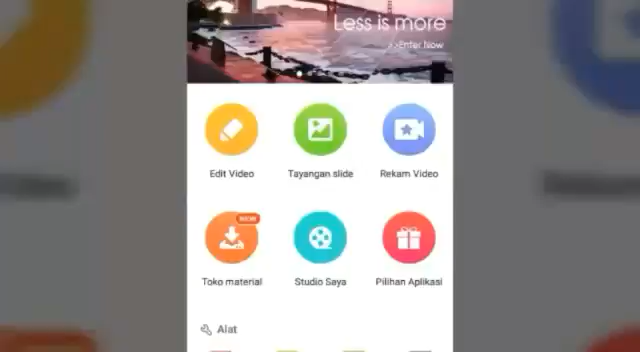 Less is more
>>Enter Now
Edit Video
Tayangan slide
Rekam Video
NEW
Toko material
Studio Saya
Pilihan Aplikasi
Alat